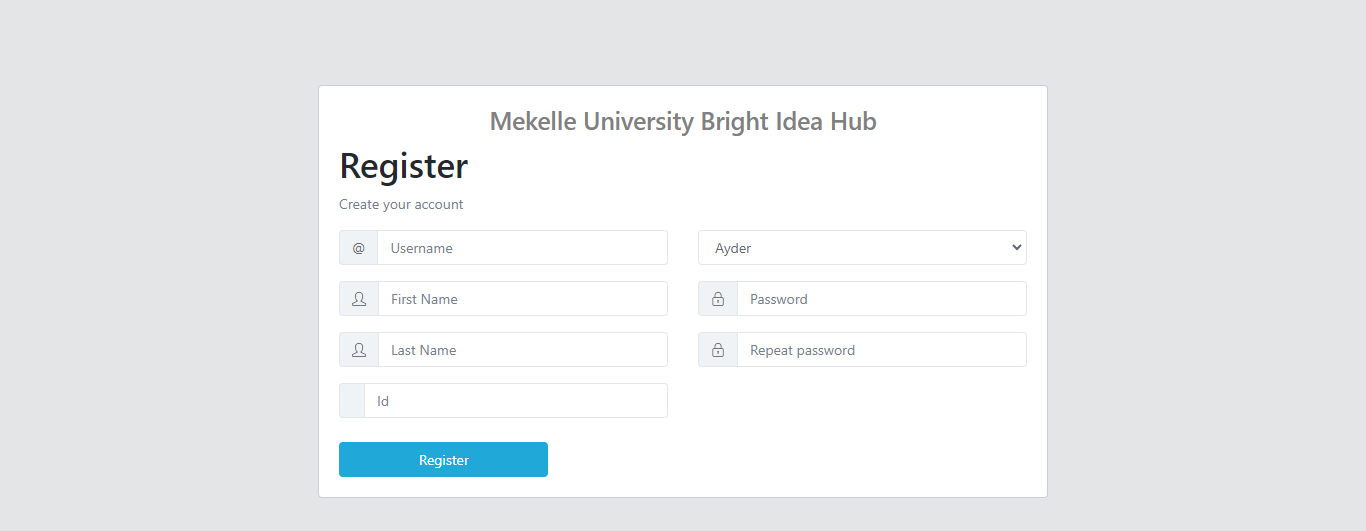 Mekelle University Bright Idea Hub
Register
Create your account
@ Username
Ayder
First Name
Password
Last Name
Repeat password
Id
Register